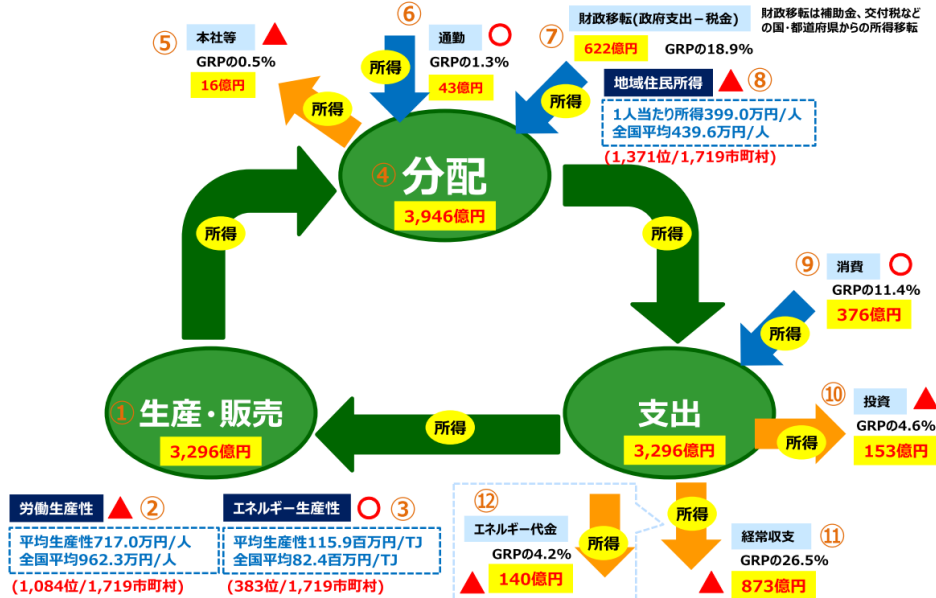 ⑤ 本社等 ▲
GRPの0.5%
16億円
所得
⑥
通勤 ○
GRPの1.3%
43億円
所得
⑦ 財政移転(政府支出－税金)
622億円 GRPの18.9%
所得
財政移転は補助金、交付税など
の国・都道府県からの所得移転
地域住民所得 ▲ ⑧
1人当たり所得399.0万円/人
全国平均439.6万円/人
(1,371位/1,719市町村)
④ 分配
3,946億円
所得
所得
⑨ 消費 ○
GRPの11.4%
376億円
所得
① 生産・販売
3,296億円
所得
支出
3,296億円
⑩ 投資 ▲
GRPの4.6%
153億円
所得
労働生産性 ▲ ②
平均生産性717.0万円/人
全国平均962.3万円/人
(1,084位/1,719市町村)
エネルギー生産性 ○ ③
平均生産性115.9百万円/TJ
全国平均82.4百万円/TJ
(383位/1,719市町村)
⑫
エネルギー代金
GRPの4.2%
▲ 140億円
所得
所得
経常収支 ⑪
GRPの26.5%
▲ 873億円